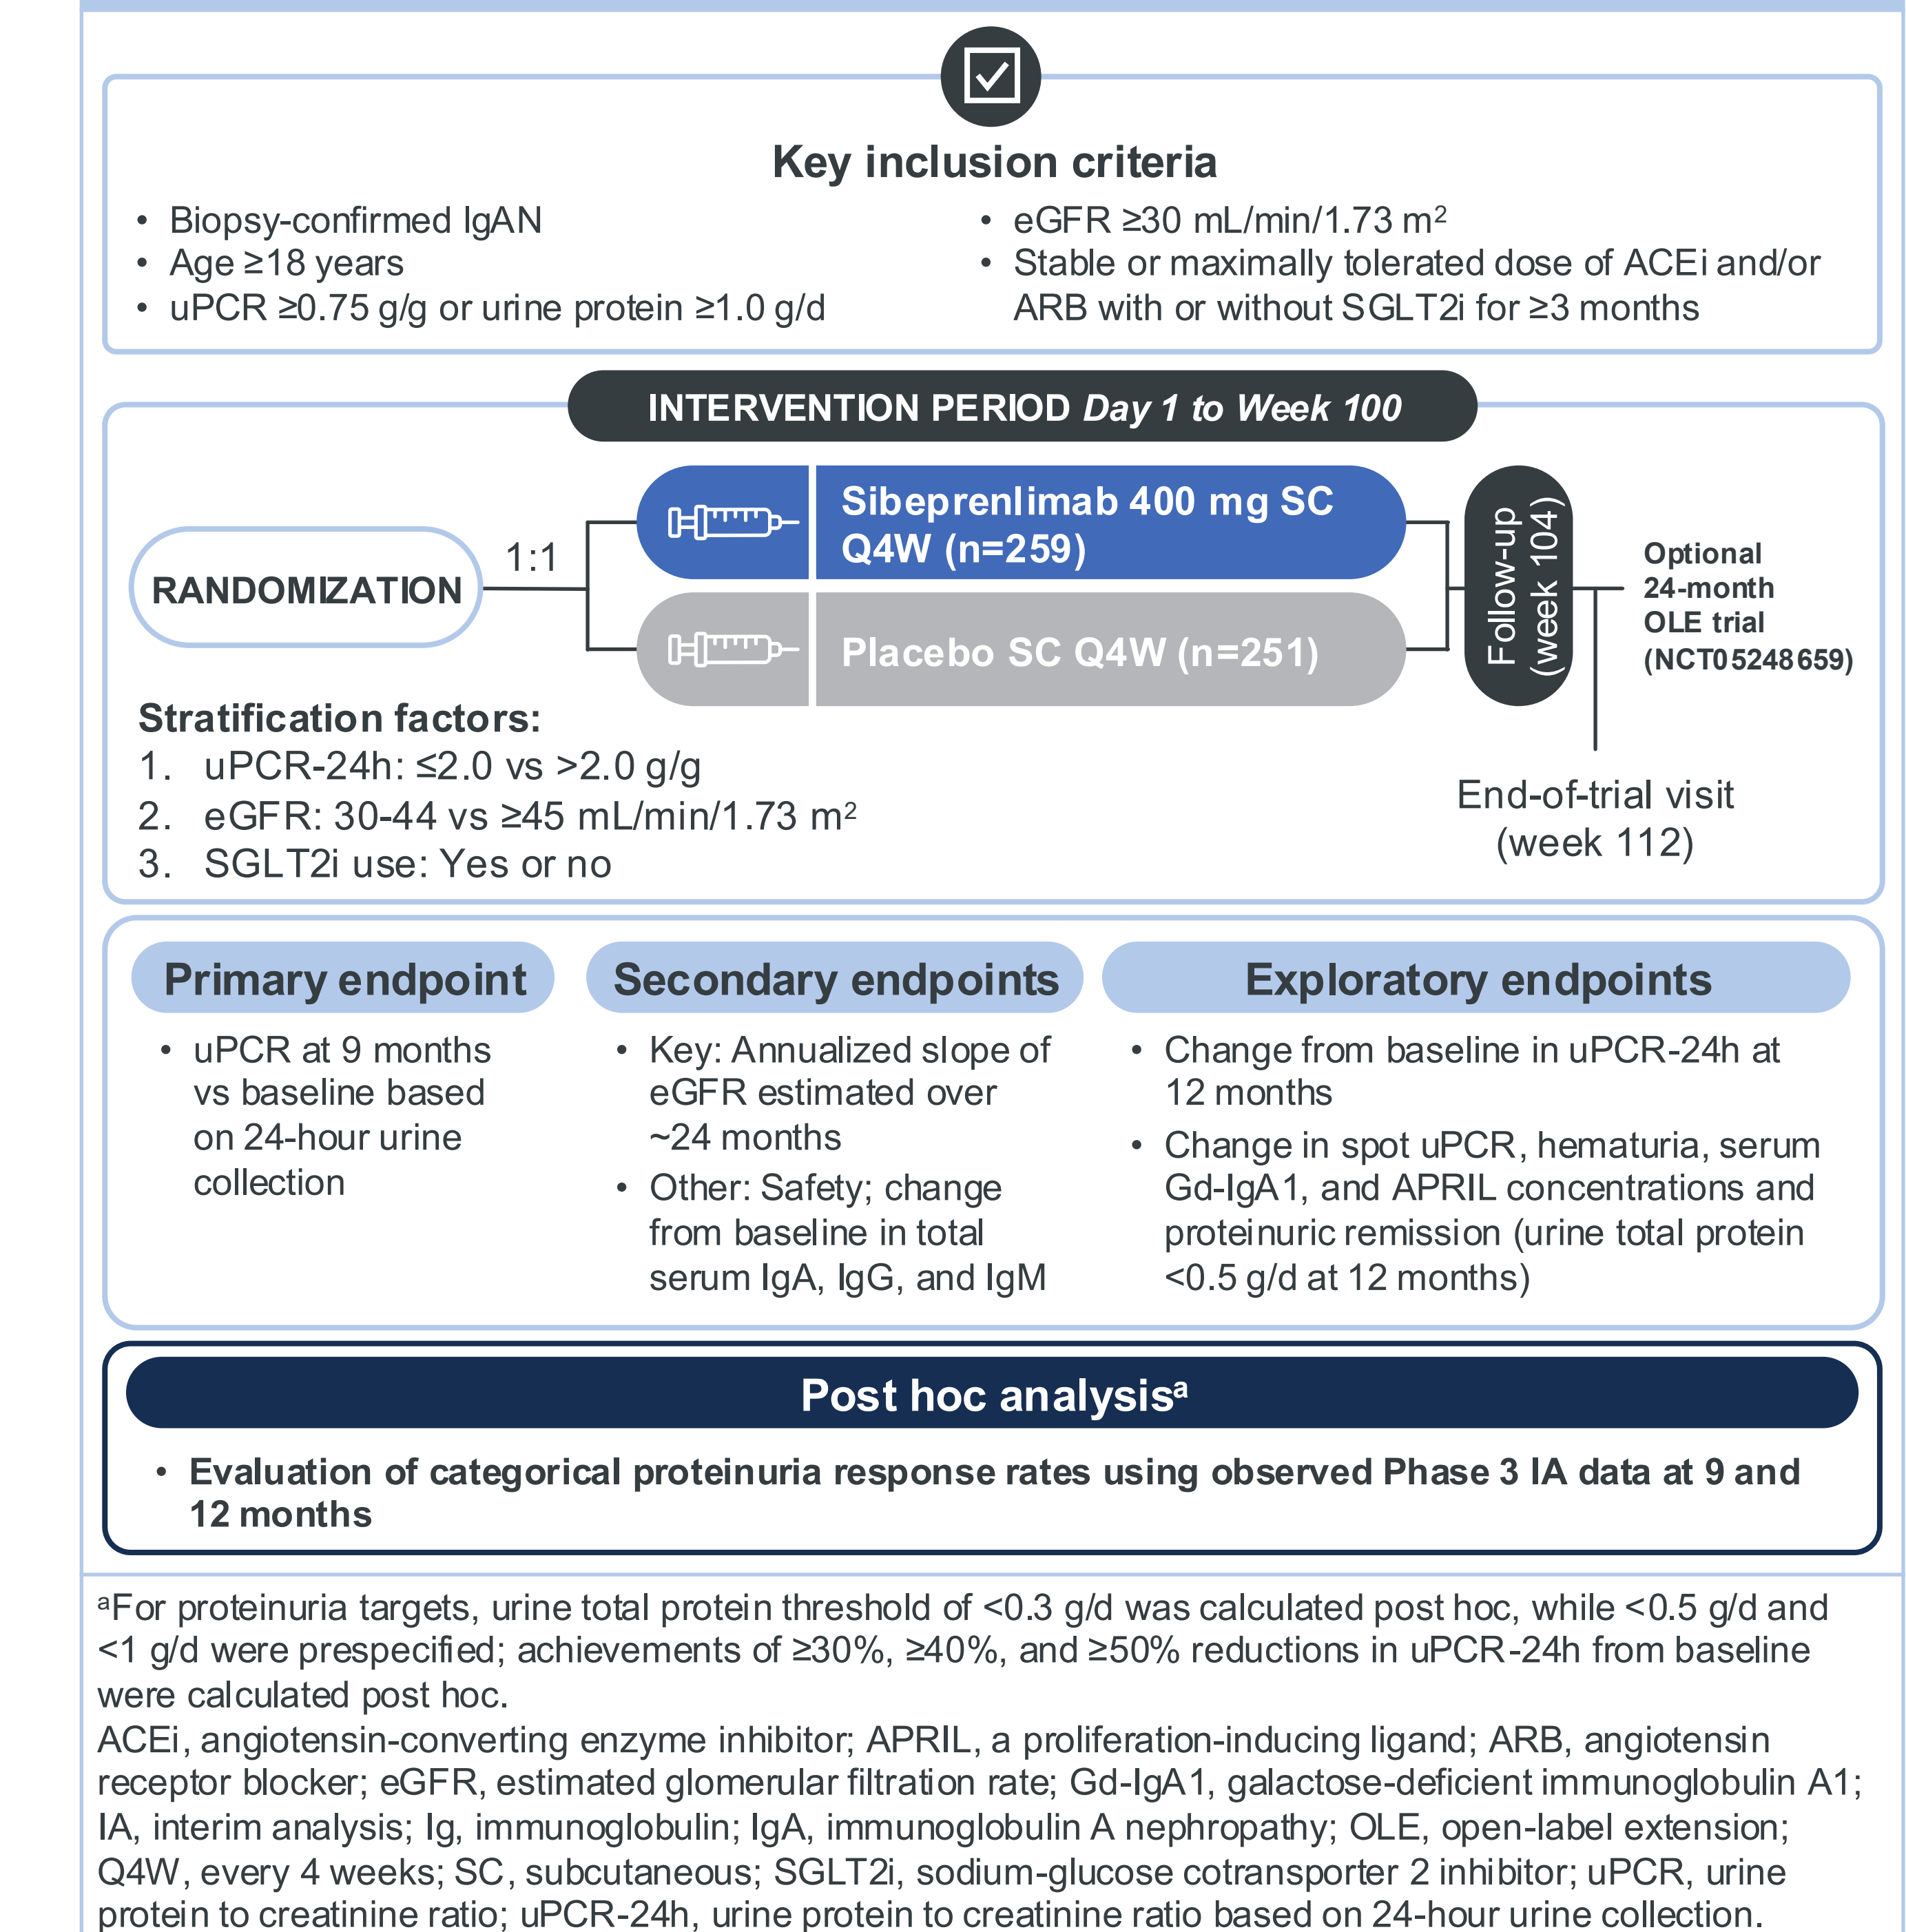 Key inclusion criteria
• Biopsy-confirmed IgAN
• Age ≥18 years
• uPCR ≥0.75 g/g or urine protein ≥1.0 g/d
• eGFR ≥30 mL/min/1.73 m²
• Stable or maximally tolerated dose of ACEi and/or
ARB with or without SGLT2i for ≥3 months
INTERVENTION PERIOD Day 1 to Week 100
RANDOMIZATION
1:1
Sibeprenlimab 400 mg SC
Q4W (n=259)
Placebo SC Q4W (n=251)
Follow-up
(week 104)
Optional
24-month
OLE trial
(NCT05248659)
End-of-trial visit
(week 112)
Stratification factors:
1. uPCR-24h: ≤2.0 vs >2.0 g/g
2. eGFR: 30-44 vs ≥45 mL/min/1.73 m²
3. SGLT2i use: Yes or no
Primary endpoint
• uPCR at 9 months
vs baseline based
on 24-hour urine
collection
Secondary endpoints
• Key: Annualized slope of
eGFR estimated over
~24 months
• Other: Safety; change
from baseline in total
serum IgA, IgG, and IgM
Exploratory endpoints
• Change from baseline in uPCR-24h at
12 months
• Change in spot uPCR, hematuria, serum
Gd-IgA1, and APRIL concentrations and
proteinuric remission (urine total protein
<0.5 g/d at 12 months)
Post hoc analysisᵃ
• Evaluation of categorical proteinuria response rates using observed Phase 3 IA data at 9 and
12 months
ᵃFor proteinuria targets, urine total protein threshold of <0.3 g/d was calculated post hoc, while <0.5 g/d and
<1 g/d were prespecified; achievements of ≥30%, ≥40%, and ≥50% reductions in uPCR-24h from baseline
were calculated post hoc.
ACEi, angiotensin-converting enzyme inhibitor; APRIL, a proliferation-inducing ligand; ARB, angiotensin
receptor blocker; eGFR, estimated glomerular filtration rate; Gd-IgA1, galactose-deficient immunoglobulin A1;
IA, interim analysis; Ig, immunoglobulin; IgA, immunoglobulin A nephropathy; OLE, open-label extension;
Q4W, every 4 weeks; SC, subcutaneous; SGLT2i, sodium-glucose cotransporter 2 inhibitor; uPCR, urine
protein to creatinine ratio; uPCR-24h, urine protein to creatinine ratio based on 24-hour urine collection.